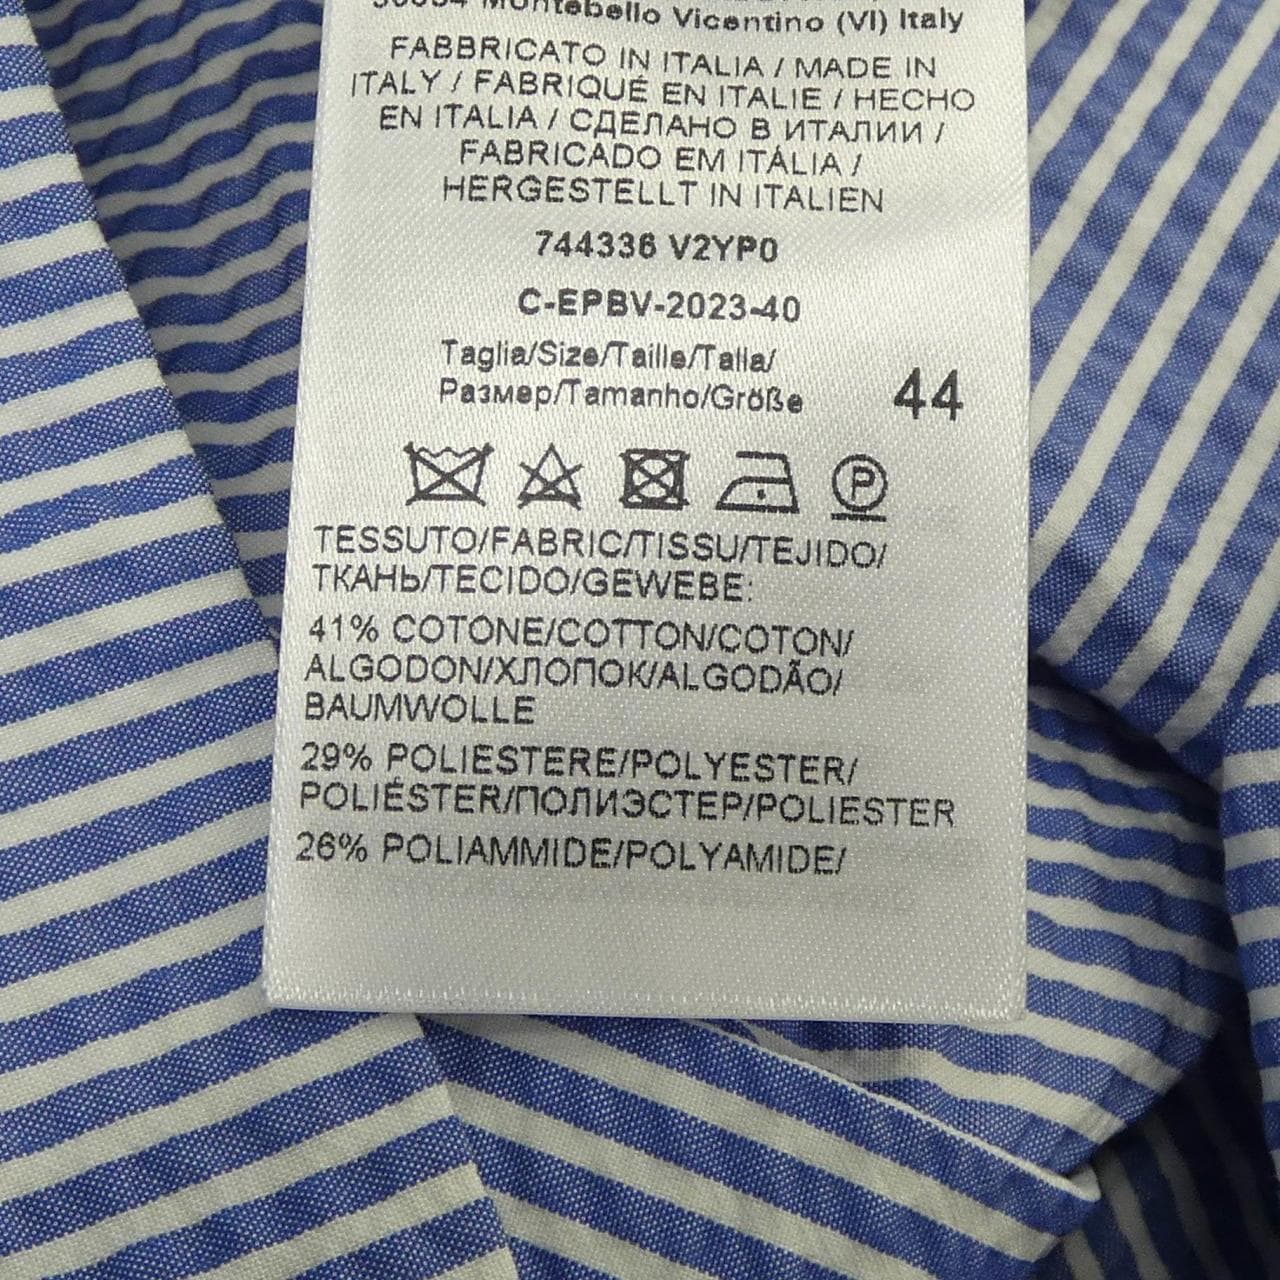 Montebello Vicentino (VI) Italy
FABBRICATO IN ITALIA / MADE IN
ITALY / FABRIQUÉ EN ITALIE / HECHO
EN ITALIA / СДЕЛАНО В ИТАЛИИ /
FABRICADO EM ITÁLIA /
HERGESTELLT IN ITALIEN
744336 V2YP0
C-EPBV-2023-40
Taglia/Size/Taille/Talla/
Размер/Tamanho/Größe 44
P
TESSUTO/FABRIC/TISSU/TEJIDO/
ТКАНЬ/TECIDO/GEWEBE:
41% COTONE/COTTON/COTON/
ALGODON/ХЛОПОК/ALGODÃO/
BAUMWOLLE
29% POLIESTERE/POLYESTER/
POLIÉSTER/ПОЛИЭСТЕР/POLIESTER
26% POLIAMMIDE/POLYAMIDE/